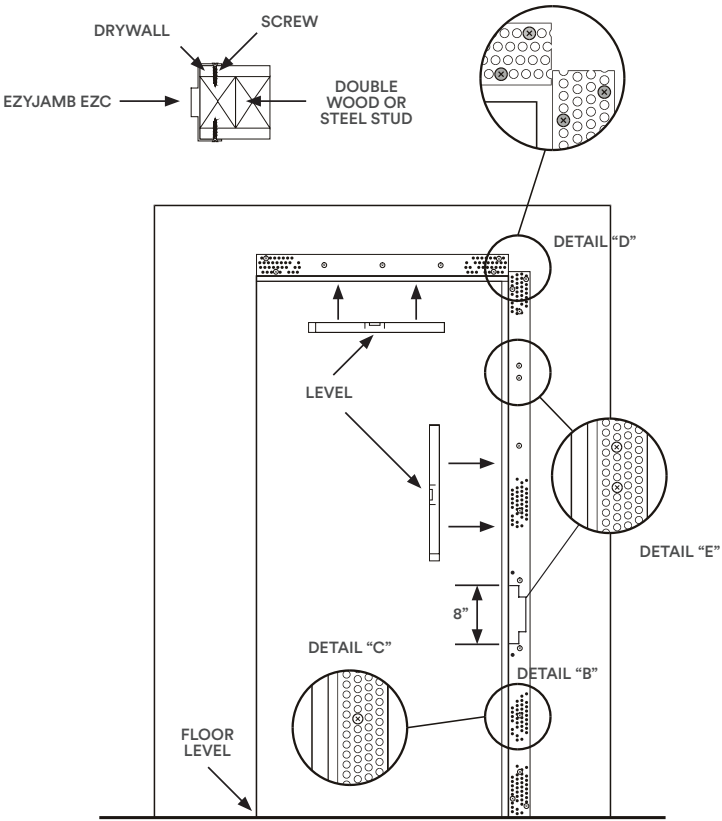 DRYWALL
SCREW
EZYJAMB EZC
DOUBLE
WOOD OR
STEEL STUD
DETAIL “D”
LEVEL
DETAIL “E”
8”
DETAIL “C”
DETAIL “B”
FLOOR
LEVEL